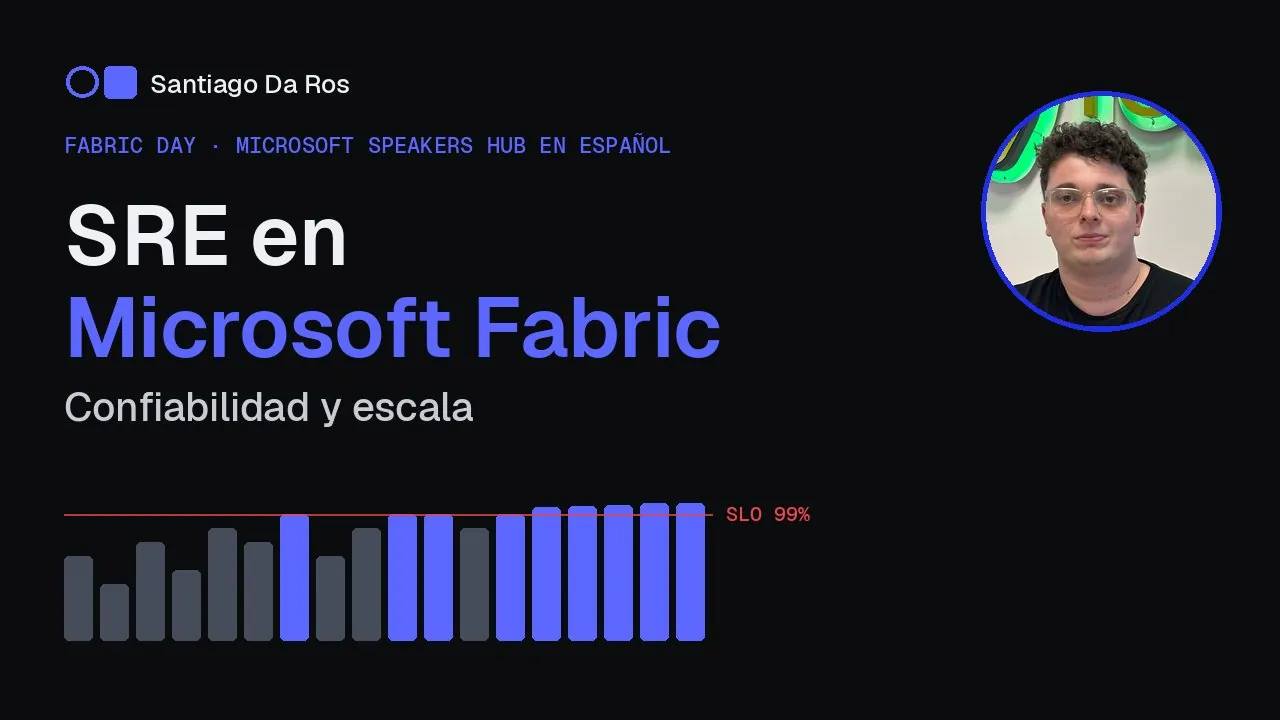 Santiago Da Ros
FABRIC DAY · MICROSOFT SPEAKERS HUB EN ESPAÑOL
SRE en
Microsoft Fabric
Confiabilidad y escala
SLO 99%